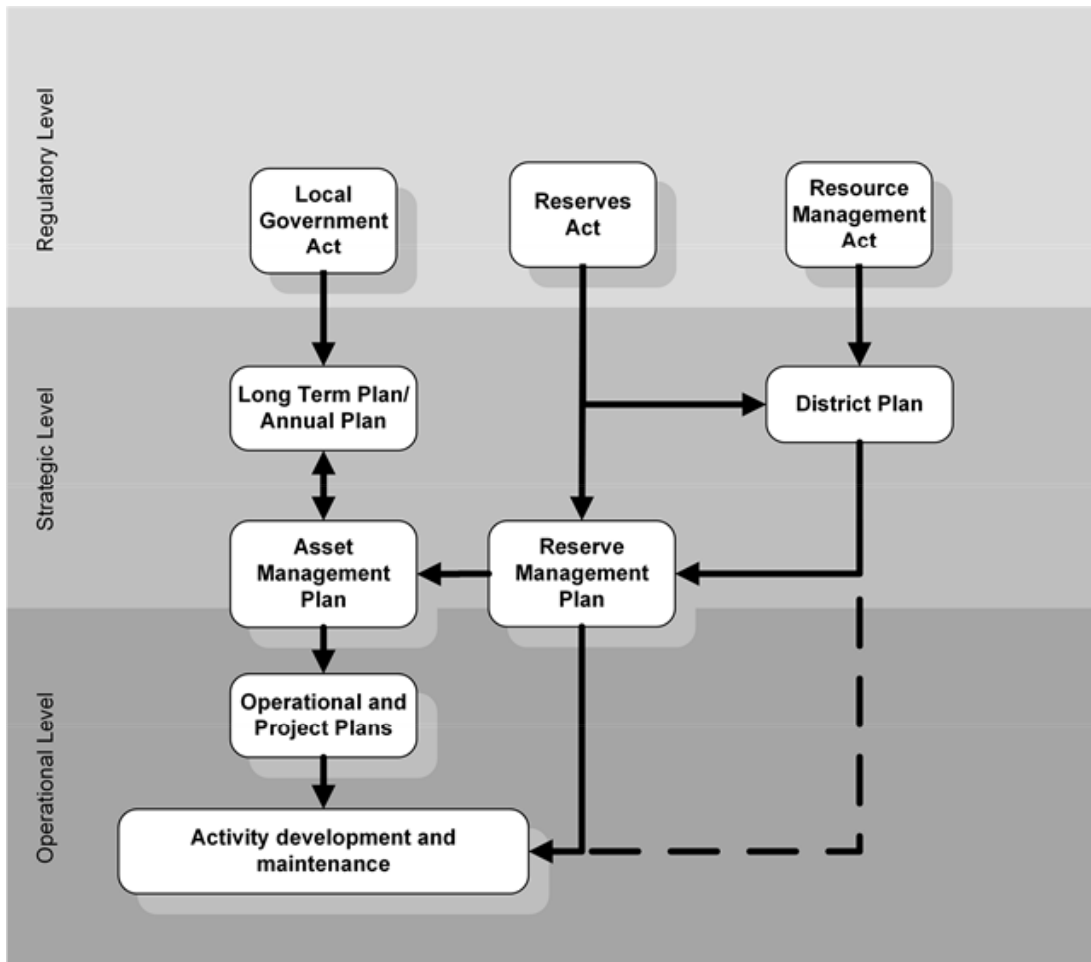 Regulatory Level
Local
Government
Act
Reserves
Act
Resource
Management
Act
Strategic Level
Long Term Plan/
Annual Plan
District Plan
Asset
Management
Plan
Reserve
Management
Plan
Operational Level
Operational and
Project Plans
Activity development and
maintenance